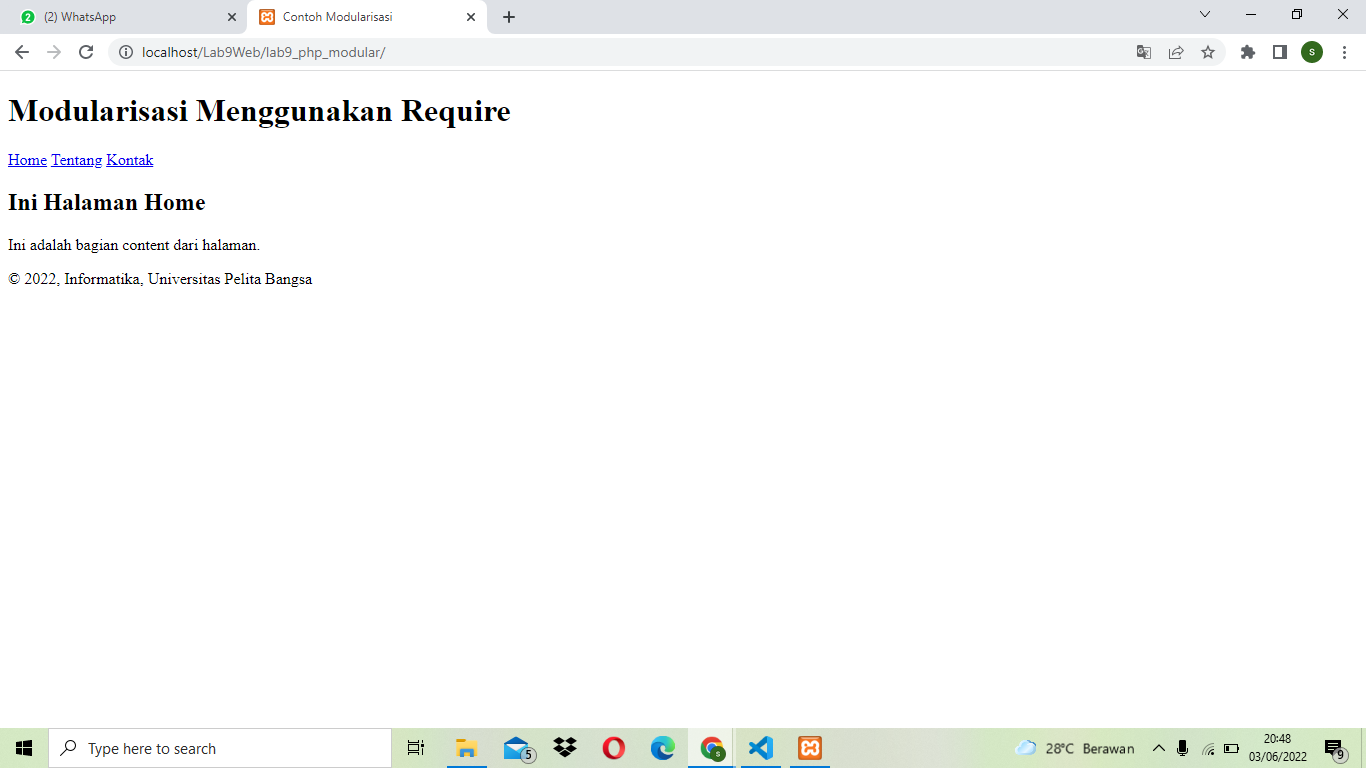 2 (2) WhatsApp
Contoh Modularisasi
localhost/Lab9Web/lab9_php_modular/
s
Modularisasi Menggunakan Require
Home Tentang Kontak
Ini Halaman Home
Ini adalah bagian content dari halaman.
© 2022, Informatika, Universitas Pelita Bangsa
Type here to search
5
s
28°C Berawan
20:48
03/06/2022
9